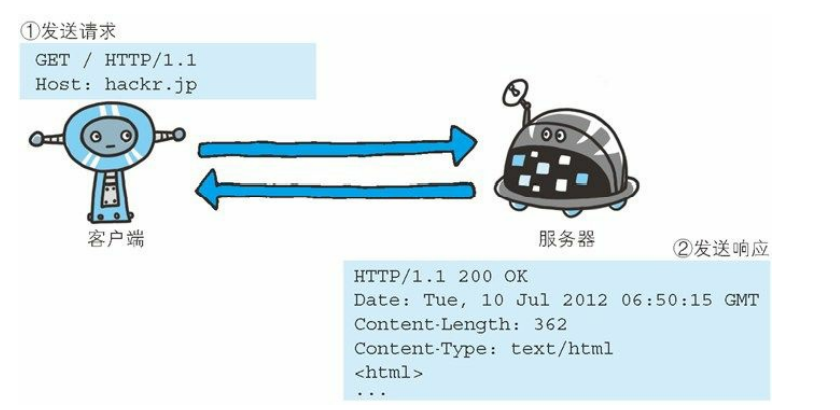 ①发送请求
GET / HTTP/1.1
Host: hackr.jp
客户端
服务器
②发送响应
HTTP/1.1 200 OK
Date: Tue, 10 Jul 2012 06:50:15 GMT
Content-Length: 362
Content-Type: text/html
<html>
...